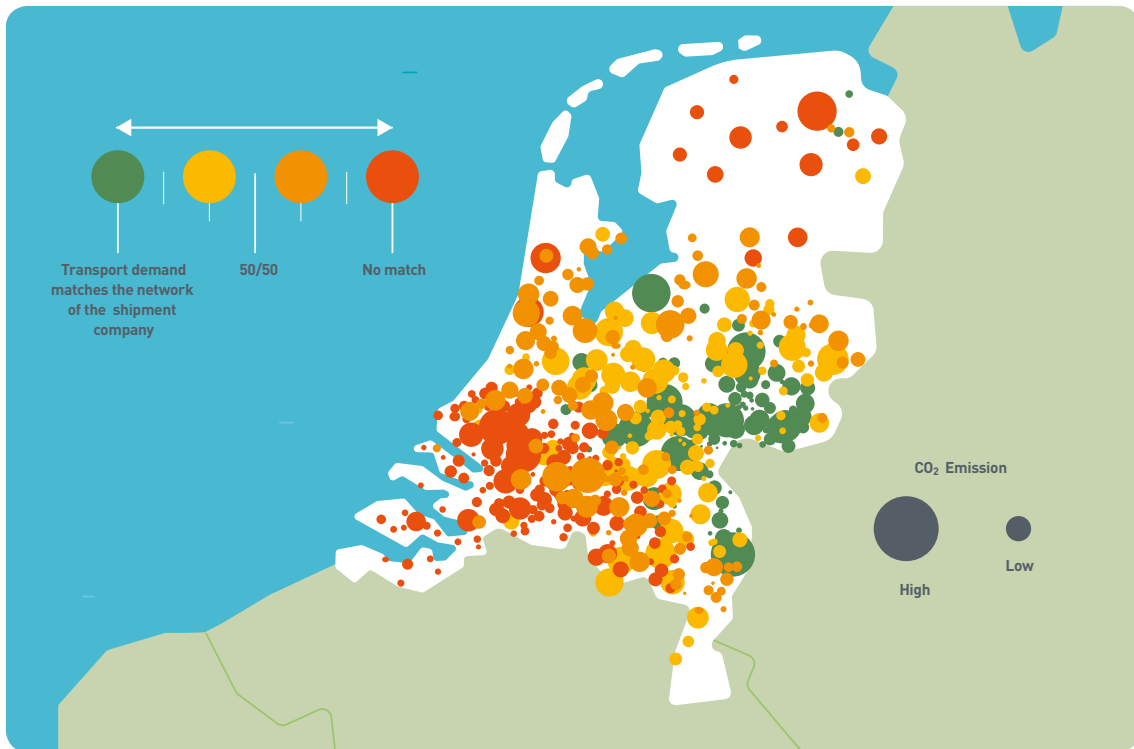 Transport demand
matches the network
of the shipment
company
50/50
No match
CO₂ Emission
High
Low